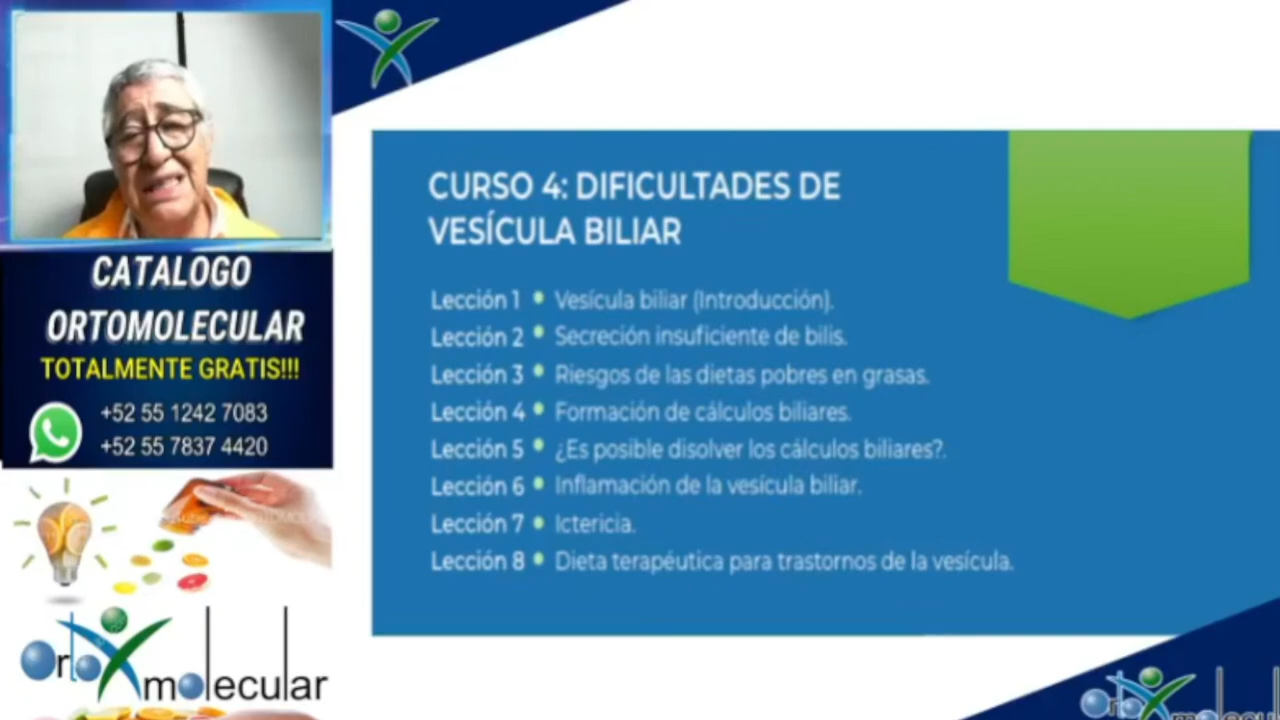 CATALOGO
ORTOMOLECULAR
TOTALMENTE GRATIS!!!
+52 55 1242 7083
+52 55 7837 4420
Ortomolecular
CURSO 4: DIFICULTADES DE
VESÍCULA BILIAR
Lección 1 • Vesícula biliar (Introducción).
Lección 2 • Secreción insuficiente de bilis.
Lección 3 • Riesgos de las dietas pobres en grasas.
Lección 4 • Formación de cálculos biliares.
Lección 5 • ¿Es posible disolver los cálculos biliares?.
Lección 6 • Inflamación de la vesícula biliar.
Lección 7 • Ictericia.
Lección 8 • Dieta terapéutica para trastornos de la vesícula.